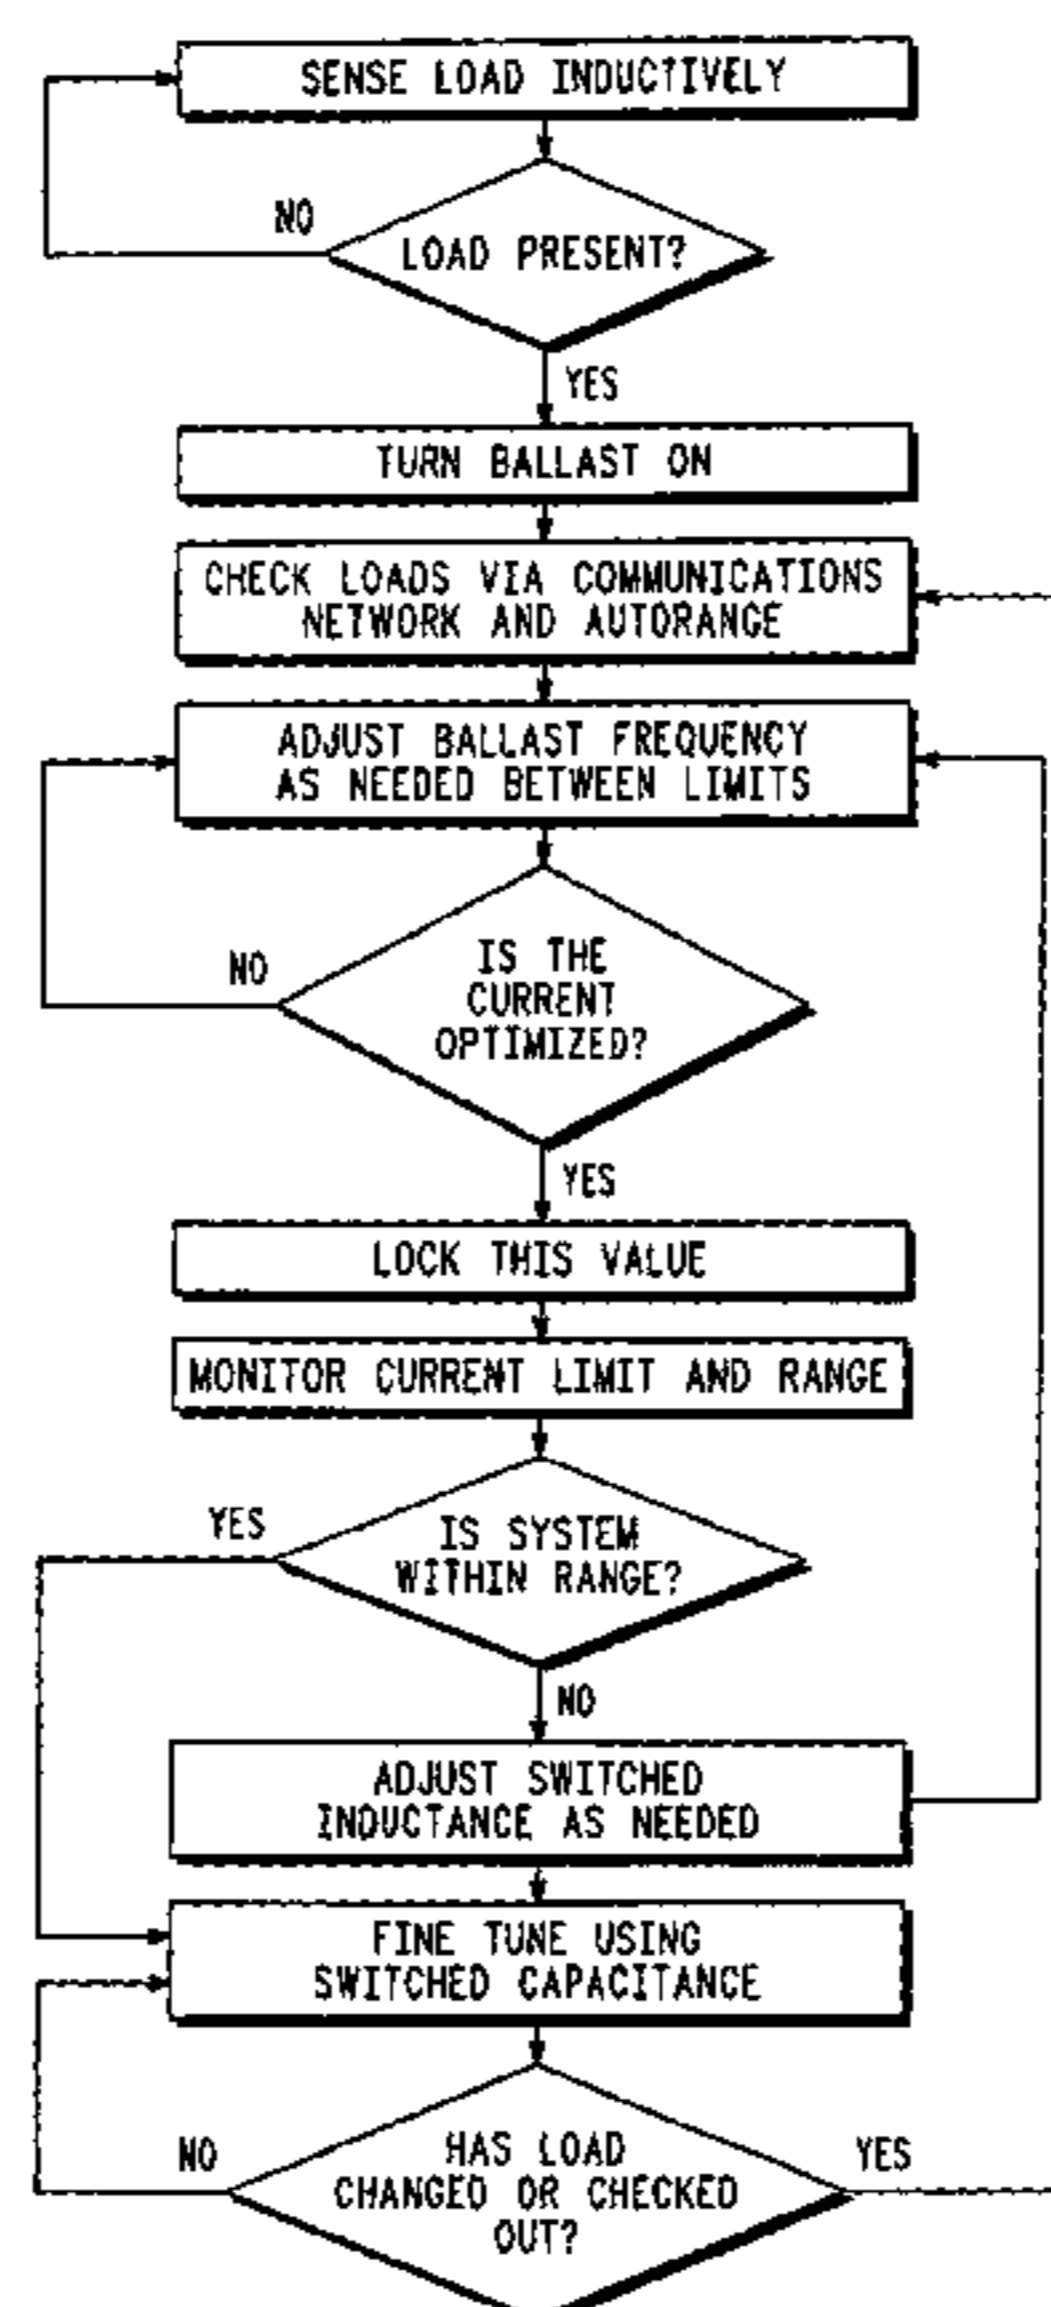 SENSE LOAD INDUCTIVELY
NO
LOAD PRESENT?
YES
TURN BALLAST ON
CHECK LOADS VIA COMMUNICATIONS
NETWORK AND AUTORANGE
ADJUST BALLAST FREQUENCY
AS NEEDED BETWEEN LIMITS
NO
IS THE
CURRENT
OPTIMIZED?
YES
LOCK THIS VALUE
MONITOR CURRENT LIMIT AND RANGE
YES
IS SYSTEM
WITHIN RANGE?
NO
ADJUST SWITCHED
INDUCTANCE AS NEEDED
FINE TUNE USING
SWITCHED CAPACITANCE
NO
HAS LOAD
CHANGED OR CHECKED
OUT?
YES